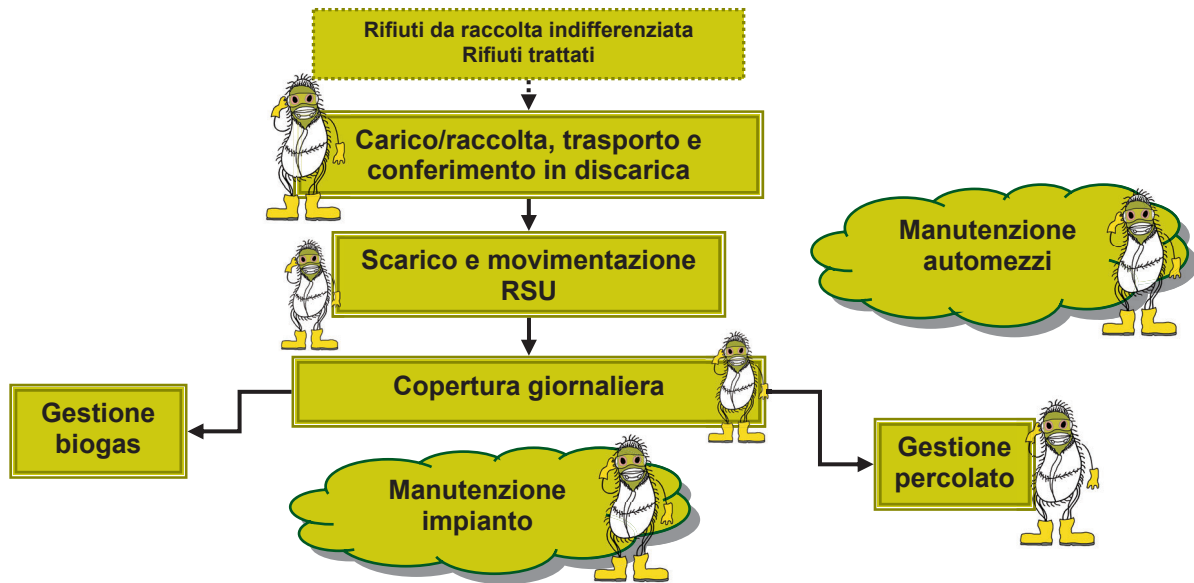 Rifiuti da raccolta indifferenziata
Rifiuti trattati
Carico/raccolta, trasporto e
conferimento in discarica
Scarico e movimentazione
RSU
Manutenzione
automezzi
Copertura giornaliera
Gestione
biogas
Gestione
percolato
Manutenzione
impianto